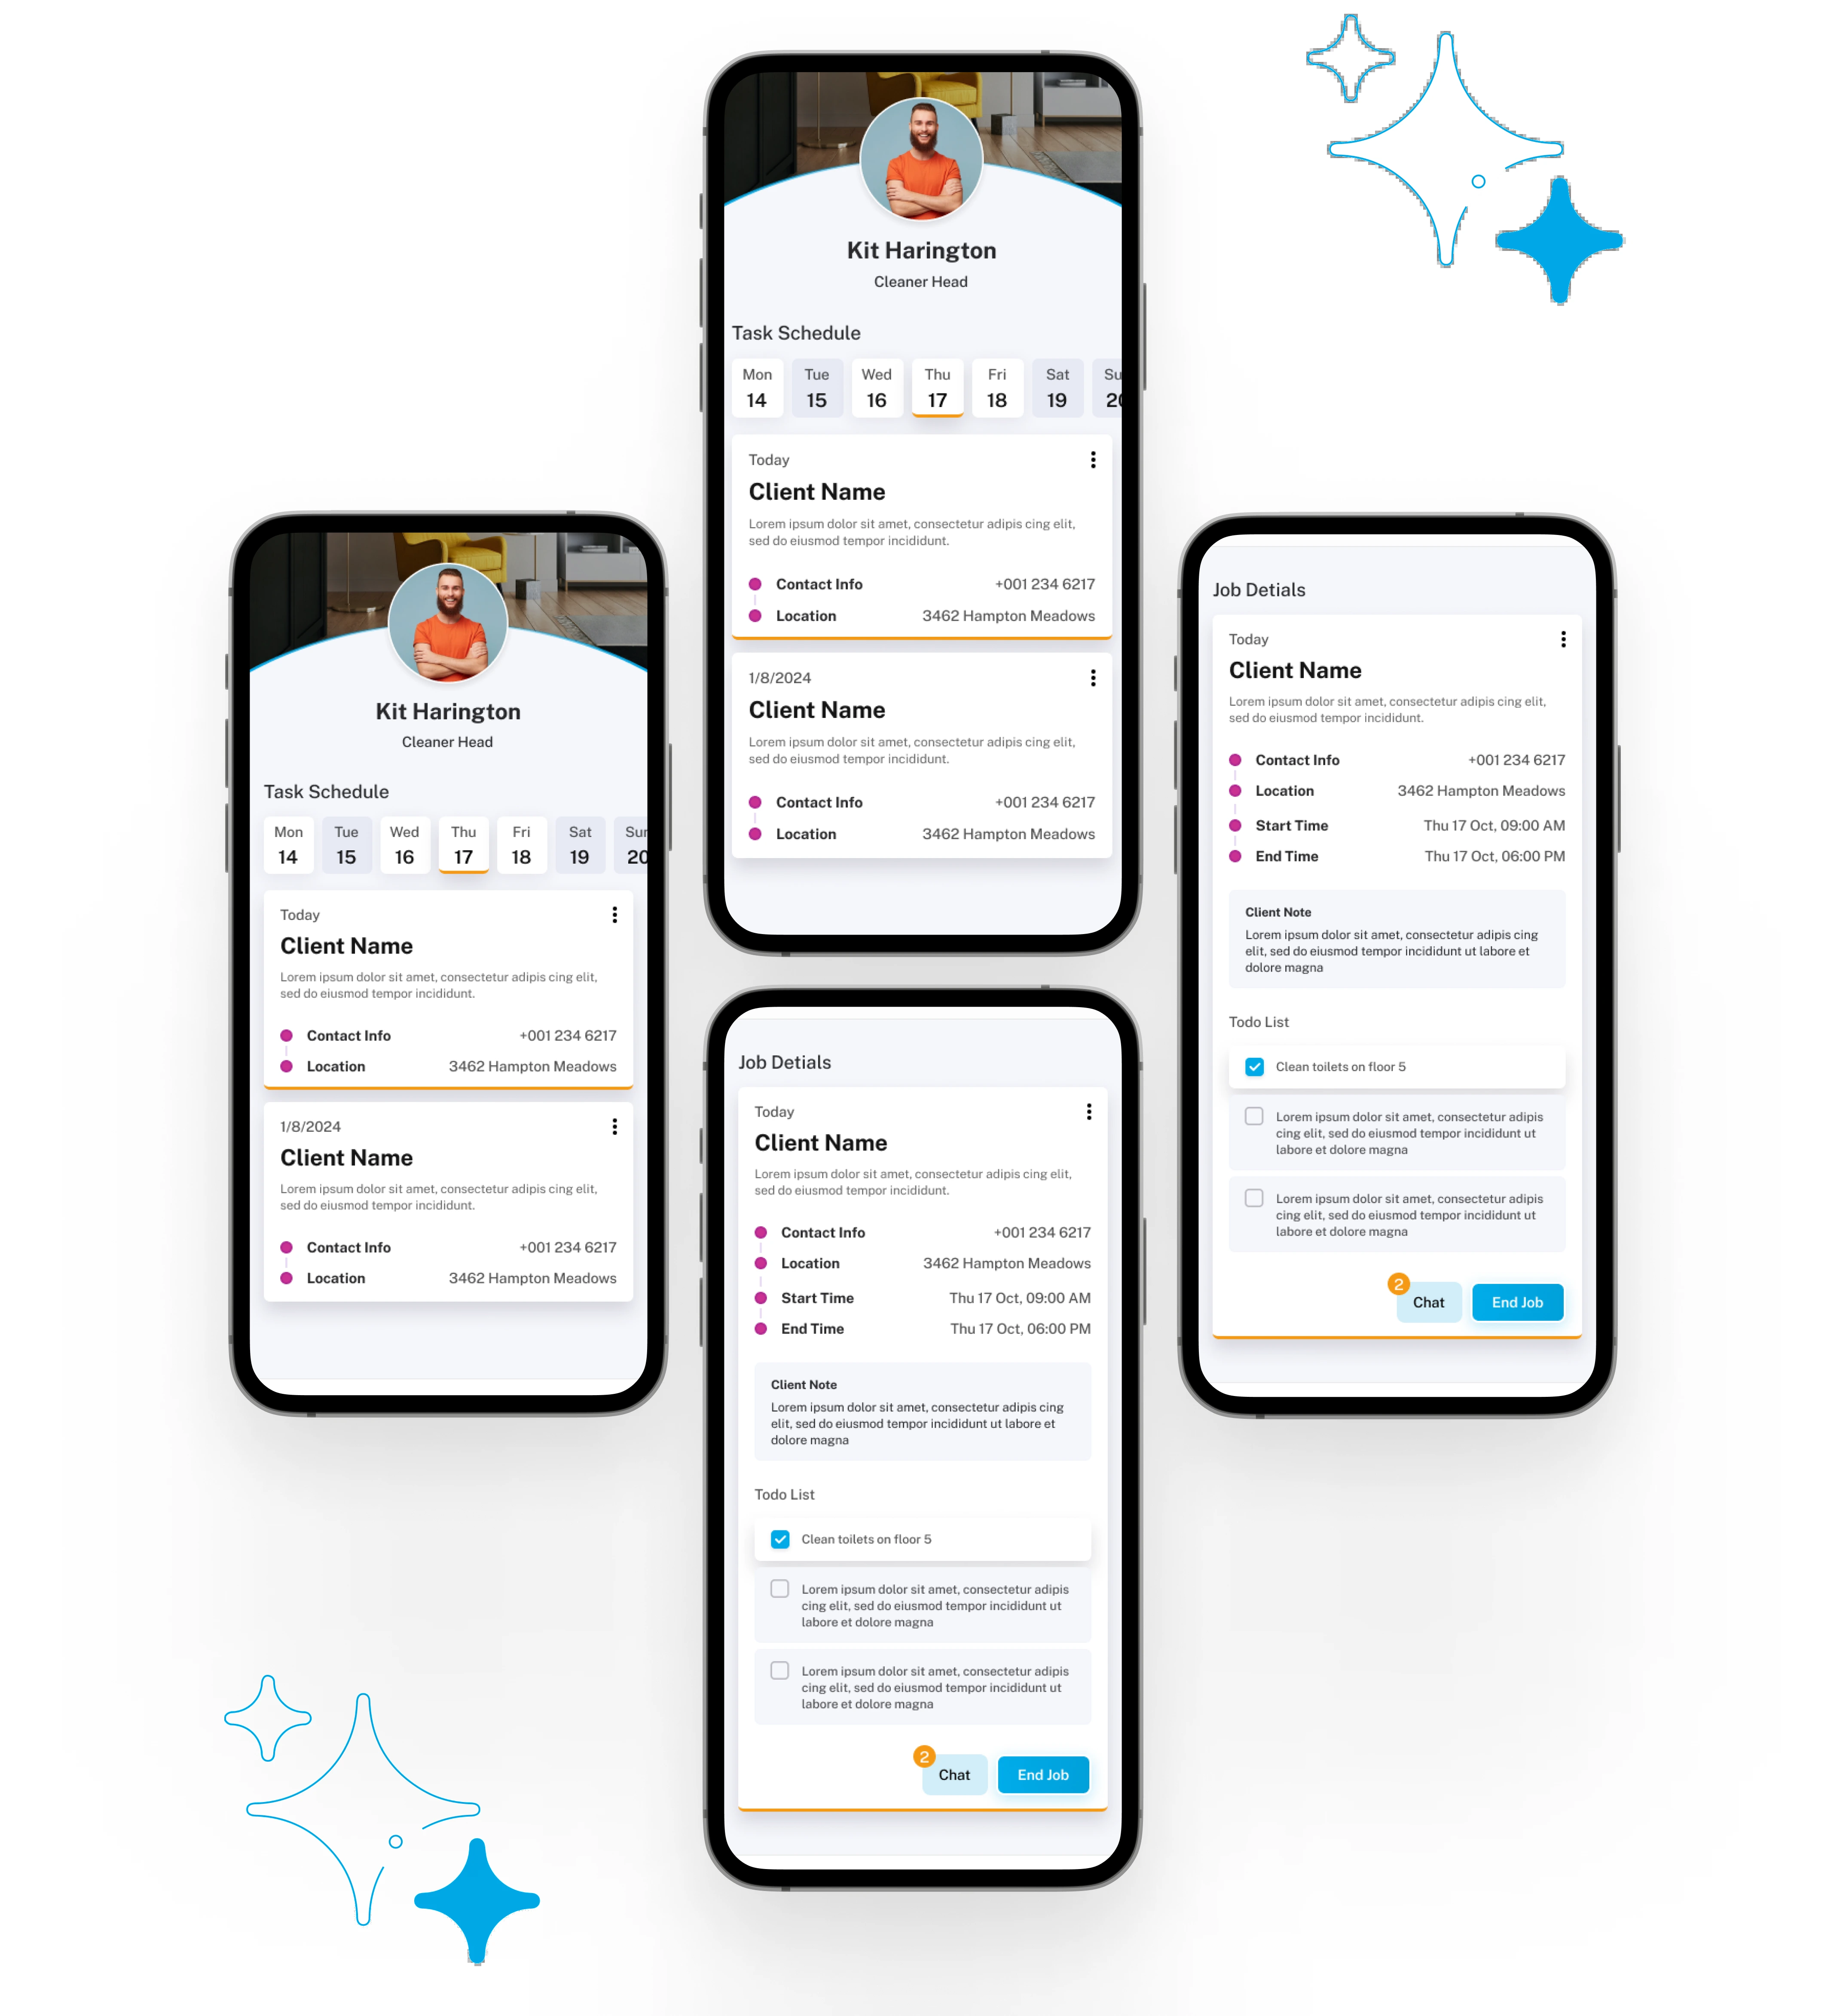 Kit Harington
Cleaner Head
Task Schedule
Mon Tue Wed Thu Fri Sat Su
14 15 16 17 18 19 20
Today
Client Name
Lorem ipsum dolor sit amet, consectetur adipis cing elit,
sed do eiusmod tempor incididunt.
Contact Info +001 234 6217
Location 3462 Hampton Meadows
1/8/2024
Client Name
Lorem ipsum dolor sit amet, consectetur adipis cing elit,
sed do eiusmod tempor incididunt.
Contact Info +001 234 6217
Location 3462 Hampton Meadows
Kit Harington
Cleaner Head
Task Schedule
Mon Tue Wed Thu Fri Sat Sun
14 15 16 17 18 19 20
Today
Client Name
Lorem ipsum dolor sit amet, consectetur adipis cing elit,
sed do eiusmod tempor incididunt.
Contact Info +001 234 6217
Location 3462 Hampton Meadows
1/8/2024
Client Name
Lorem ipsum dolor sit amet, consectetur adipis cing elit,
sed do eiusmod tempor incididunt.
Contact Info +001 234 6217
Location 3462 Hampton Meadows
Job Detials
Today
Client Name
Lorem ipsum dolor sit amet, consectetur adipis cing elit,
sed do eiusmod tempor incididunt.
Contact Info +001 234 6217
Location 3462 Hampton Meadows
Start Time Thu 17 Oct, 09:00 AM
End Time Thu 17 Oct, 06:00 PM
Client Note
Lorem ipsum dolor sit amet, consectetur adipis cing
elit, sed do eiusmod tempor incididunt ut labore et
dolore magna
Todo List
Clean toilets on floor 5
Lorem ipsum dolor sit amet, consectetur adipis
cing elit, sed do eiusmod tempor incididunt ut
labore et dolore magna
Lorem ipsum dolor sit amet, consectetur adipis
cing elit, sed do eiusmod tempor incididunt ut
labore et dolore magna
2
Chat End Job
Job Detials
Today
Client Name
Lorem ipsum dolor sit amet, consectetur adipis cing elit,
sed do eiusmod tempor incididunt.
Contact Info +001 234 6217
Location 3462 Hampton Meadows
Start Time Thu 17 Oct, 09:00 AM
End Time Thu 17 Oct, 06:00 PM
Client Note
Lorem ipsum dolor sit amet, consectetur adipis cing
elit, sed do eiusmod tempor incididunt ut labore et
dolore magna
Todo List
Clean toilets on floor 5
Lorem ipsum dolor sit amet, consectetur adipis
cing elit, sed do eiusmod tempor incididunt ut
labore et dolore magna
Lorem ipsum dolor sit amet, consectetur adipis
cing elit, sed do eiusmod tempor incididunt ut
labore et dolore magna
2
Chat End Job